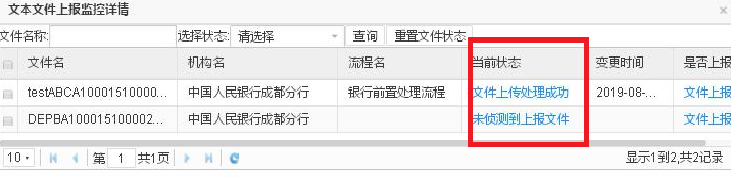 文本文件上报监控详情
文件名称: 选择状态: 请选择 查询 重置文件状态
文件名 机构名 流程名 当前状态 变更时间 是否上报
testABCA1000151000... 中国人民银行成都分行 银行前置处理流程 文件上传处理成功 2019-08-... 文件上报
DEPBA100015100002... 中国人民银行成都分行 未侦测到上报文件 文件上报
10 第 1 共1页 显示1到2,共2记录